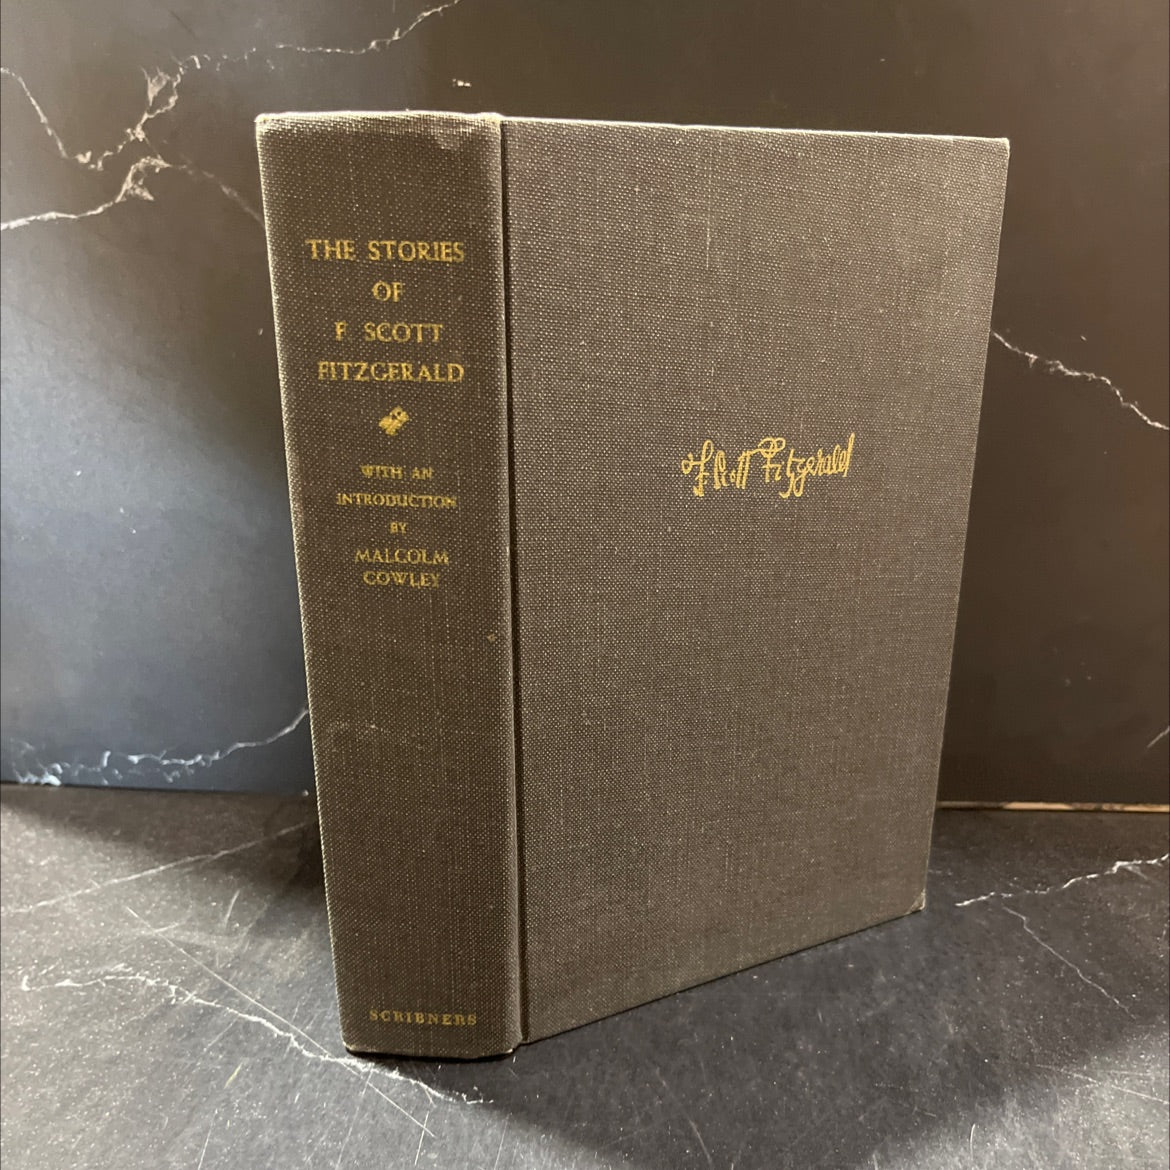 THE STORIES
OF
F. SCOTT
FITZGERALD
WITH AN
INTRODUCTION
BY
MALCOLM
COWLEY
SCRIBNERS
F. Scott Fitzgerald